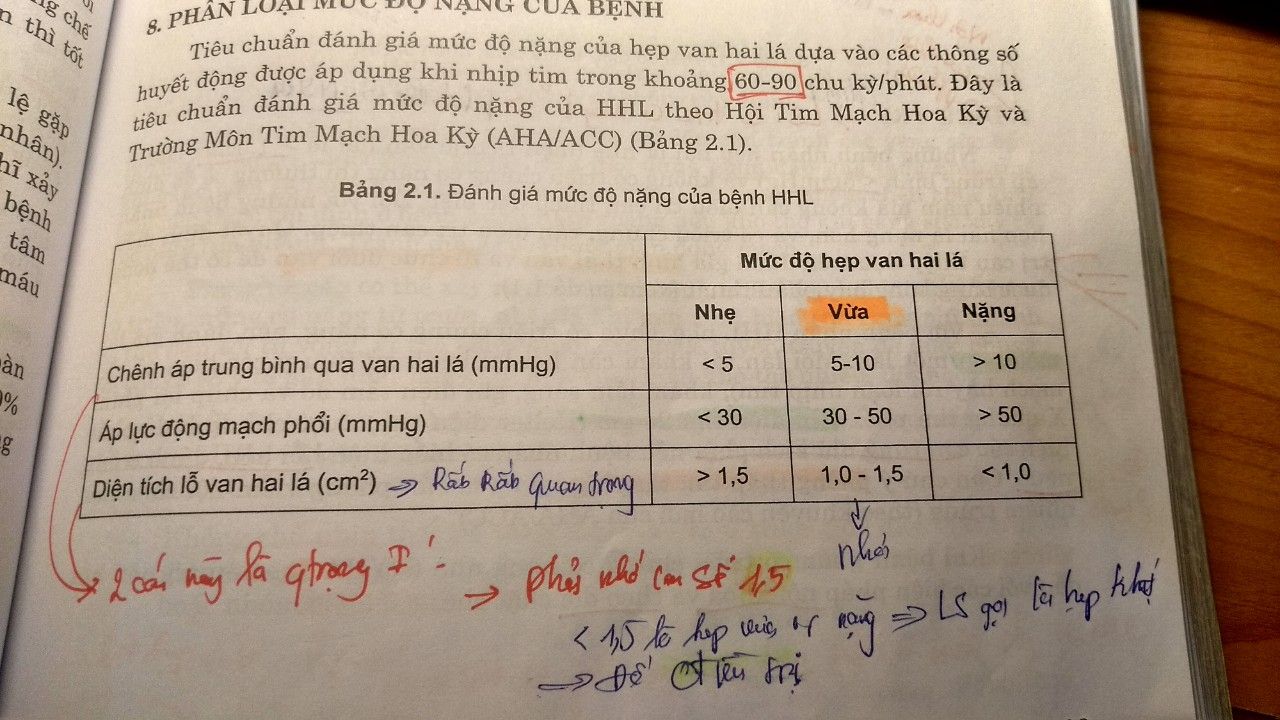 ng chế
n thì tốt
lệ gặp
nhân).
hĩ xảy
bệnh
tâm
máu
àn
0%
g
8. PHÂN LOẠI MỨC ĐỘ NẶNG CỦA BỆNH
Tiêu chuẩn đánh giá mức độ nặng của hẹp van hai lá dựa vào các thông số
huyết động được áp dụng khi nhịp tim trong khoảng 60-90 chu kỳ/phút. Đây là
tiêu chuẩn đánh giá mức độ nặng của HHL theo Hội Tim Mạch Hoa Kỳ và
Trường Môn Tim Mạch Hoa Kỳ (AHA/ACC) (Bảng 2.1).
Bảng 2.1. Đánh giá mức độ nặng của bệnh HHL
Mức độ hẹp van hai lá
Nhẹ Vừa Nặng
Chênh áp trung bình qua van hai lá (mmHg) < 5 5-10 > 10
Áp lực động mạch phổi (mmHg) < 30 30 - 50 > 50
Diện tích lỗ van hai lá (cm²) => Rất Rất quan trọng > 1,5 1,0 - 1,5 < 1,0
nhớ
2 cái này là qtrọng I
-> phải nhớ con số 1,5
< 1,5 là hẹp vừa nặng => LS gọi là hẹp khít
=> Để điều trị